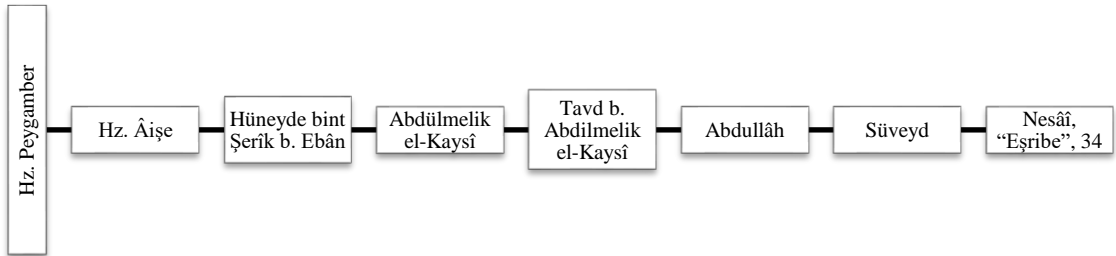 Hz. Peygamber
Hz. Âişe
Hüneyde bint
Şerîk b. Ebân
Abdülmelik
el-Kaysî
Tavd b.
Abdilmelik
el-Kaysî
Abdullâh
Süveyd
Nesâî,
“Eşribe”, 34